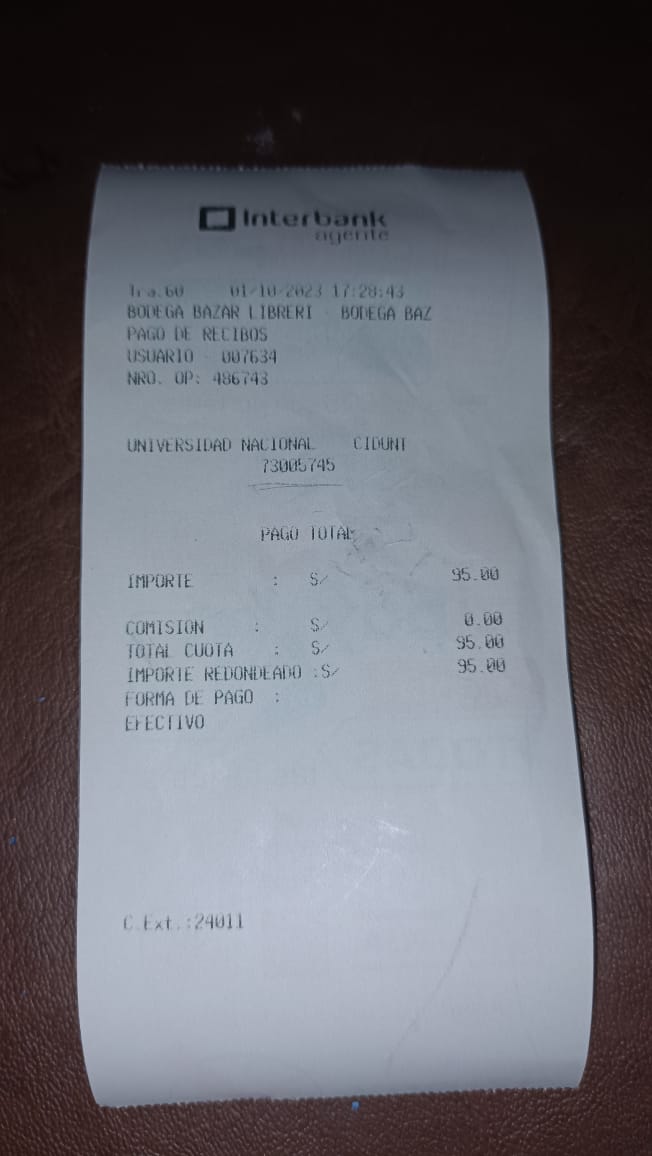 Interbank
agente
Tra.60 01/10/2023 17:28:43
BODEGA BAZAR LIBRERI - BODEGA BAZ
PAGO DE RECIBOS
USUARIO - 007634
NRO. OP: 486743
UNIVERSIDAD NACIONAL CIDUNT
73005745
PAGO TOTAL
IMPORTE : S/ 95.00
COMISION : S/ 0.00
TOTAL CUOTA : S/ 95.00
IMPORTE REDONDEADO :S/ 95.00
FORMA DE PAGO :
EFECTIVO
C.Ext.:24011